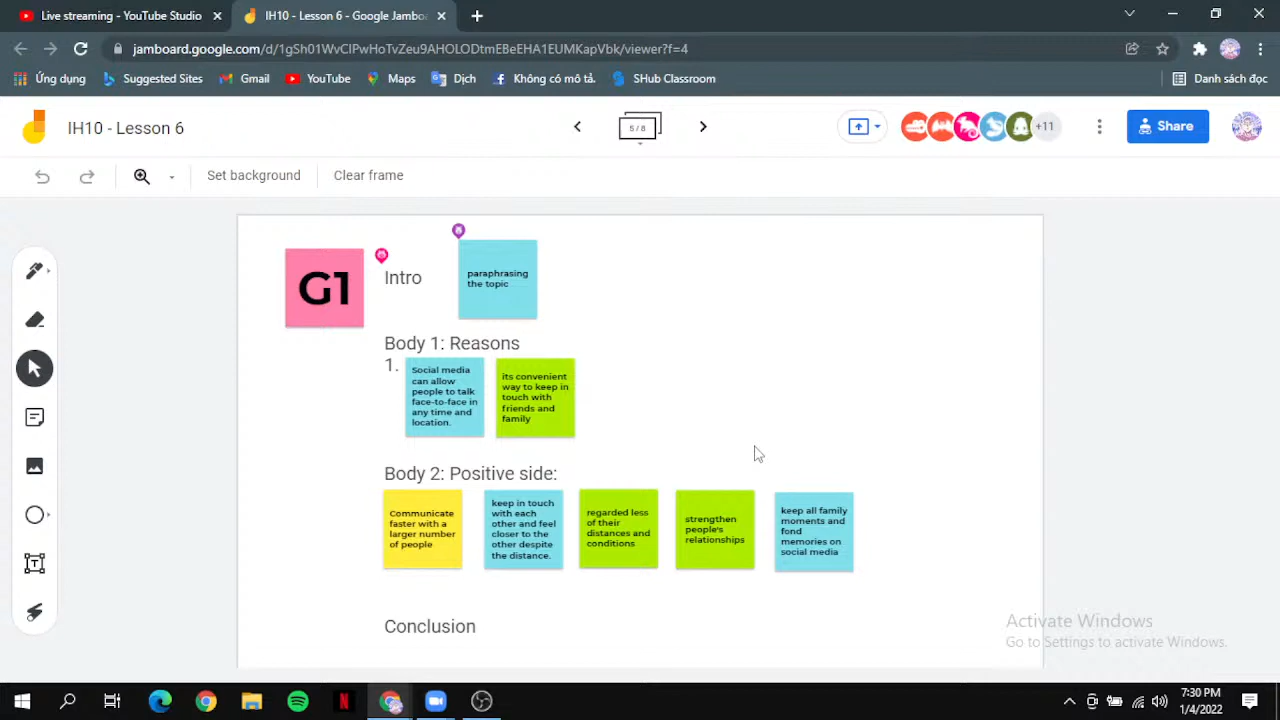 Live streaming - YouTube Studio
IH10 - Lesson 6 - Google Jamboa
jamboard.google.com/d/1gSh01WvClPwHoTvZeu9AHOLODtmEBeEHA1EUMKapVbk/viewer?f=4
Ứng dụng
Suggested Sites
Gmail
YouTube
Maps
Dịch
Không có mô tả.
SHub Classroom
Danh sách đọc
IH10 - Lesson 6
5 / 8
+11
Share
Set background
Clear frame
G1
Intro
paraphrasing
the topic
Body 1: Reasons
1.
Social media
can allow
people to talk
face-to-face in
any time and
location.
its convenient
way to keep in
touch with
friends and
family
Body 2: Positive side:
Communicate
faster with a
larger number
of people
keep in touch
with each
other and feel
closer to the
other despite
the distance.
regarded less
of their
distances and
conditions
strengthen
people's
relationships
keep all family
moments and
fond
memories on
social media
Conclusion
Activate Windows
Go to Settings to activate Windows.
7:30 PM
1/4/2022